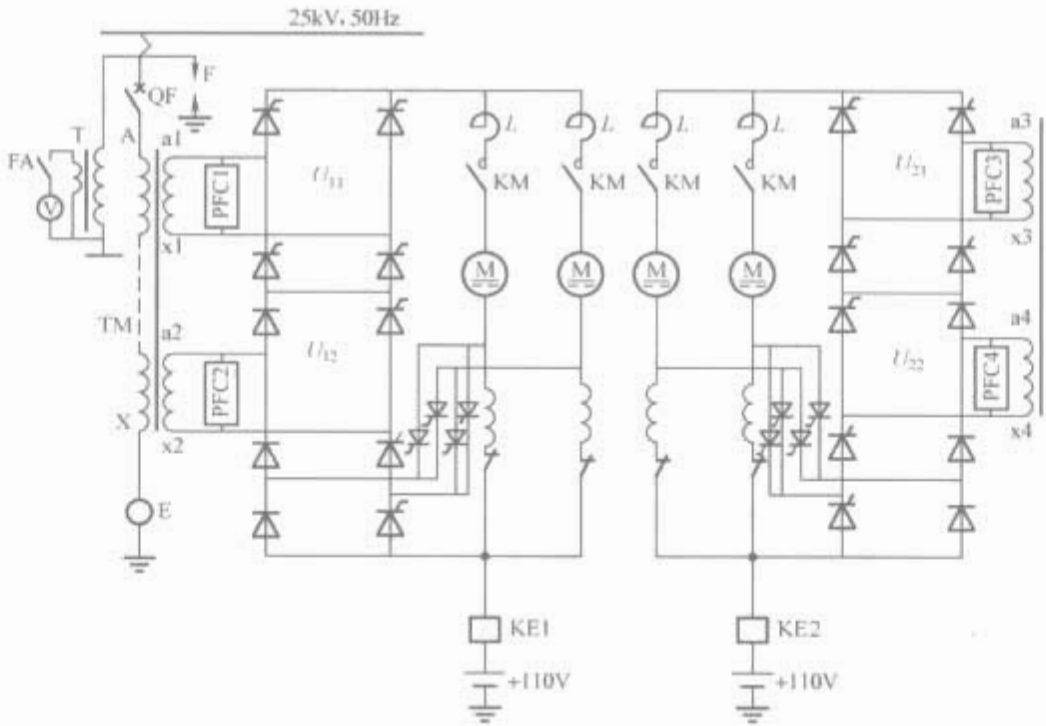 25kV, 50Hz
F
QF
T
A
a1
FA
V
PFC1
U11
x1
TM
a2
PFC2
U12
X
x2
E
L
L
L
L
KM
KM
KM
KM
M
M
M
M
U21
PFC3
a3
x3
U22
PFC4
a4
x4
KE1
KE2
+110V
+110V